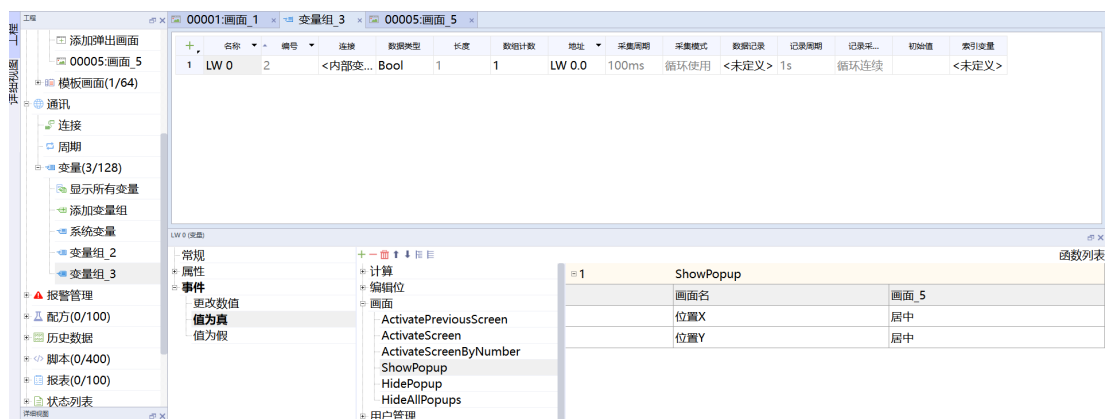 工程
00001:画面_1 × 变量组_3 × 00005:画面_5 ×
工程
详细视图
添加弹出画面
00005:画面_5
模板画面(1/64)
通讯
连接
周期
变量(3/128)
显示所有变量
添加变量组
系统变量
变量组_2
变量组_3
报警管理
配方(0/100)
历史数据
脚本(0/400)
报表(0/100)
状态列表
详细视图
名称 编号 连接 数据类型 长度 数组计数 地址 采集周期 采集模式 数据记录 记录周期 记录采... 初始值 索引变量
1 LW 0 2 <内部变... Bool 1 1 LW 0.0 100ms 循环使用 <未定义> 1s 循环连续 <未定义>
LW 0 (变量)
常规
属性
事件
更改数值
值为真
值为假
函数列表
计算
编辑位
画面
ActivatePreviousScreen
ActivateScreen
ActivateScreenByNumber
ShowPopup
HidePopup
HideAllPopups
用户管理
1 ShowPopup
画面名 画面_5
位置X 居中
位置Y 居中